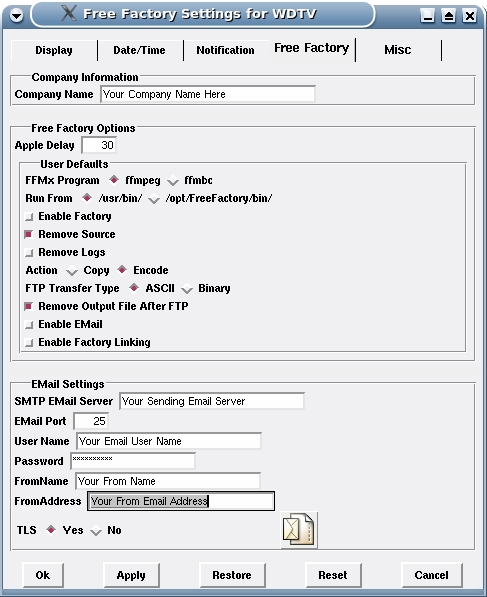 Free Factory Settings for WDTV
Display Date/Time Notification Free Factory Misc
Company Information
Company Name Your Company Name Here
Free Factory Options
Apple Delay 30
User Defaults
FFMx Program ffmpeg ffmbc
Run From /usr/bin/ /opt/FreeFactory/bin/
Enable Factory
Remove Source
Remove Logs
Action Copy Encode
FTP Transfer Type ASCII Binary
Remove Output File After FTP
Enable EMail
Enable Factory Linking
EMail Settings
SMTP EMail Server Your Sending Email Server
EMail Port 25
User Name Your Email User Name
Password **********
FromName Your From Name
FromAddress Your From Email Address
TLS Yes No
Ok Apply Restore Reset Cancel